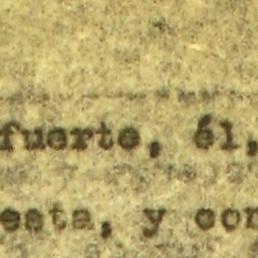 fuerte, él,
esta, y con